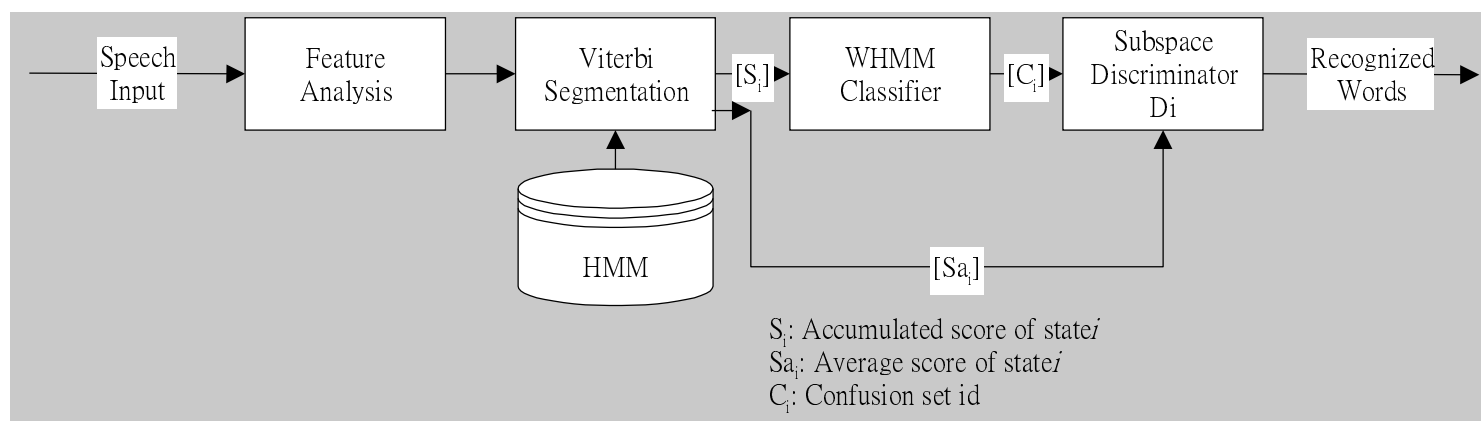 Speech
Input
Feature
Analysis
Viterbi
Segmentation
[Si]
WHMM
Classifier
[Ci]
Subspace
Discriminator
Di
Recognized
Words
HMM
[Sai]
Si: Accumulated score of statei
Sai: Average score of statei
Ci: Confusion set id